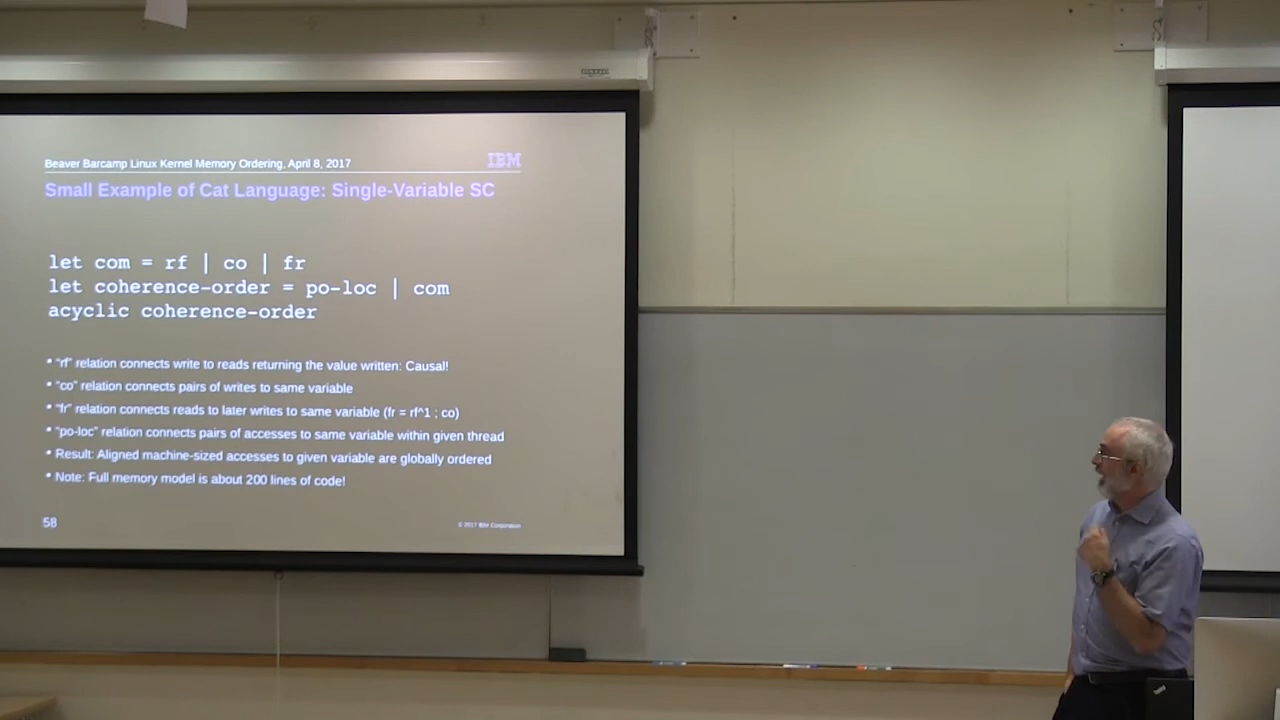 Beaver Barcamp Linux Kernel Memory Ordering, April 8, 2017
IBM
Small Example of Cat Language: Single-Variable SC
let com = rf | co | fr
let coherence-order = po-loc | com
acyclic coherence-order
• "rf" relation connects write to reads returning the value written: Causal!
• "co" relation connects pairs of writes to same variable
• "fr" relation connects reads to later writes to same variable (fr = rf^1 ; co)
• "po-loc" relation connects pairs of accesses to same variable within given thread
• Result: Aligned machine-sized accesses to given variable are globally ordered
• Note: Full memory model is about 200 lines of code!
58
© 2017 IBM Corporation